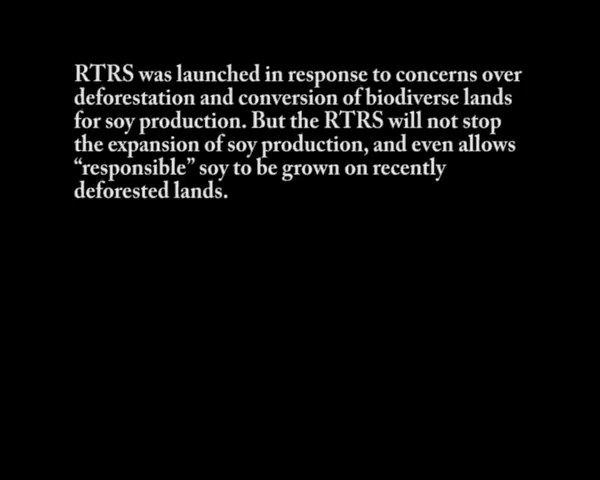 RTRS was launched in response to concerns over
deforestation and conversion of biodiverse lands
for soy production. But the RTRS will not stop
the expansion of soy production, and even allows
“responsible” soy to be grown on recently
deforested lands.